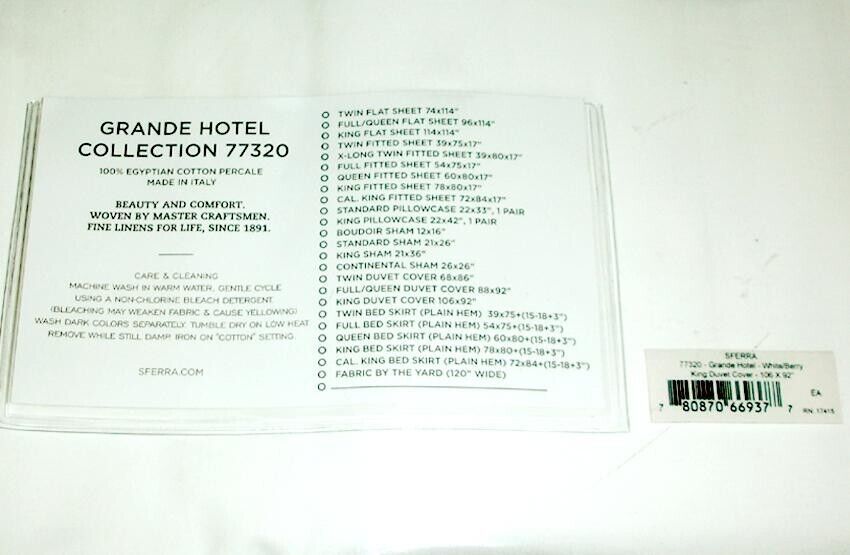 GRANDE HOTEL
COLLECTION 77320
100% EGYPTIAN COTTON PERCALE
MADE IN ITALY
BEAUTY AND COMFORT.
WOVEN BY MASTER CRAFTSMEN.
FINE LINENS FOR LIFE, SINCE 1891.
CARE & CLEANING
MACHINE WASH IN WARM WATER, GENTLE CYCLE
USING A NON-CHLORINE BLEACH DETERGENT.
(BLEACHING MAY WEAKEN FABRIC & CAUSE YELLOWING)
WASH DARK COLORS SEPARATELY. TUMBLE DRY ON LOW HEAT
REMOVE WHILE STILL DAMP. IRON ON "COTTON" SETTING.
SFERRA.COM
TWIN FLAT SHEET 74x114"
FULL/QUEEN FLAT SHEET 96x114"
KING FLAT SHEET 114x114"
TWIN FITTED SHEET 39x75x17"
X-LONG TWIN FITTED SHEET 39x80x17"
FULL FITTED SHEET 54x75x17"
QUEEN FITTED SHEET 60x80x17"
KING FITTED SHEET 78x80x17"
CAL. KING FITTED SHEET 72x84x17"
STANDARD PILLOWCASE 22x33", 1 PAIR
KING PILLOWCASE 22x42", 1 PAIR
BOUDOIR SHAM 12x16"
STANDARD SHAM 21x26"
KING SHAM 21x36"
CONTINENTAL SHAM 26x26"
TWIN DUVET COVER 68x86"
FULL/QUEEN DUVET COVER 88x92"
KING DUVET COVER 106x92"
TWIN BED SKIRT (PLAIN HEM) 39x75+(15-18+3")
FULL BED SKIRT (PLAIN HEM) 54x75+(15-18+3")
QUEEN BED SKIRT (PLAIN HEM) 60x80+(15-18+3")
KING BED SKIRT (PLAIN HEM) 78x80+(15-18+3")
CAL. KING BED SKIRT (PLAIN HEM) 72x84+(15-18+3")
FABRIC BY THE YARD (120" WIDE)
SFERRA
77320 - Grande Hotel - White/Berry
King Duvet Cover - 106 X 92"
EA
7 80870 66937 7
RN: 17415